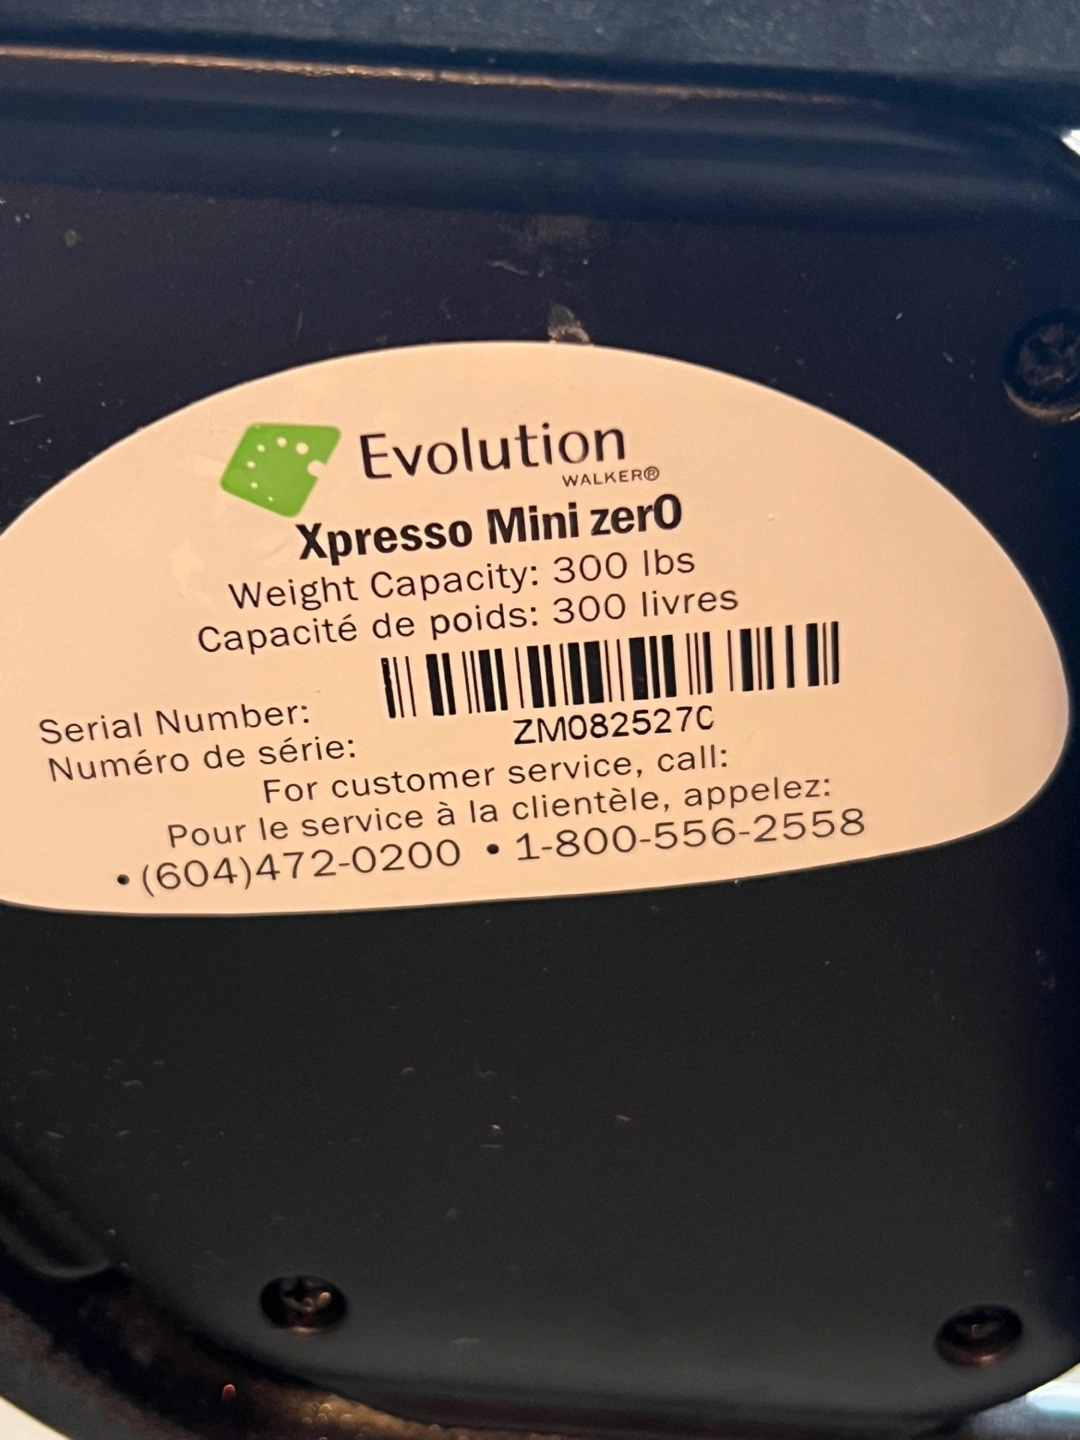 Evolution
WALKER®
Xpresso Mini zer0
Weight Capacity: 300 lbs
Capacité de poids: 300 livres
Serial Number:
Numéro de série:
ZM082527C
For customer service, call:
Pour le service à la clientèle, appelez:
•(604)472-0200 •1-800-556-2558